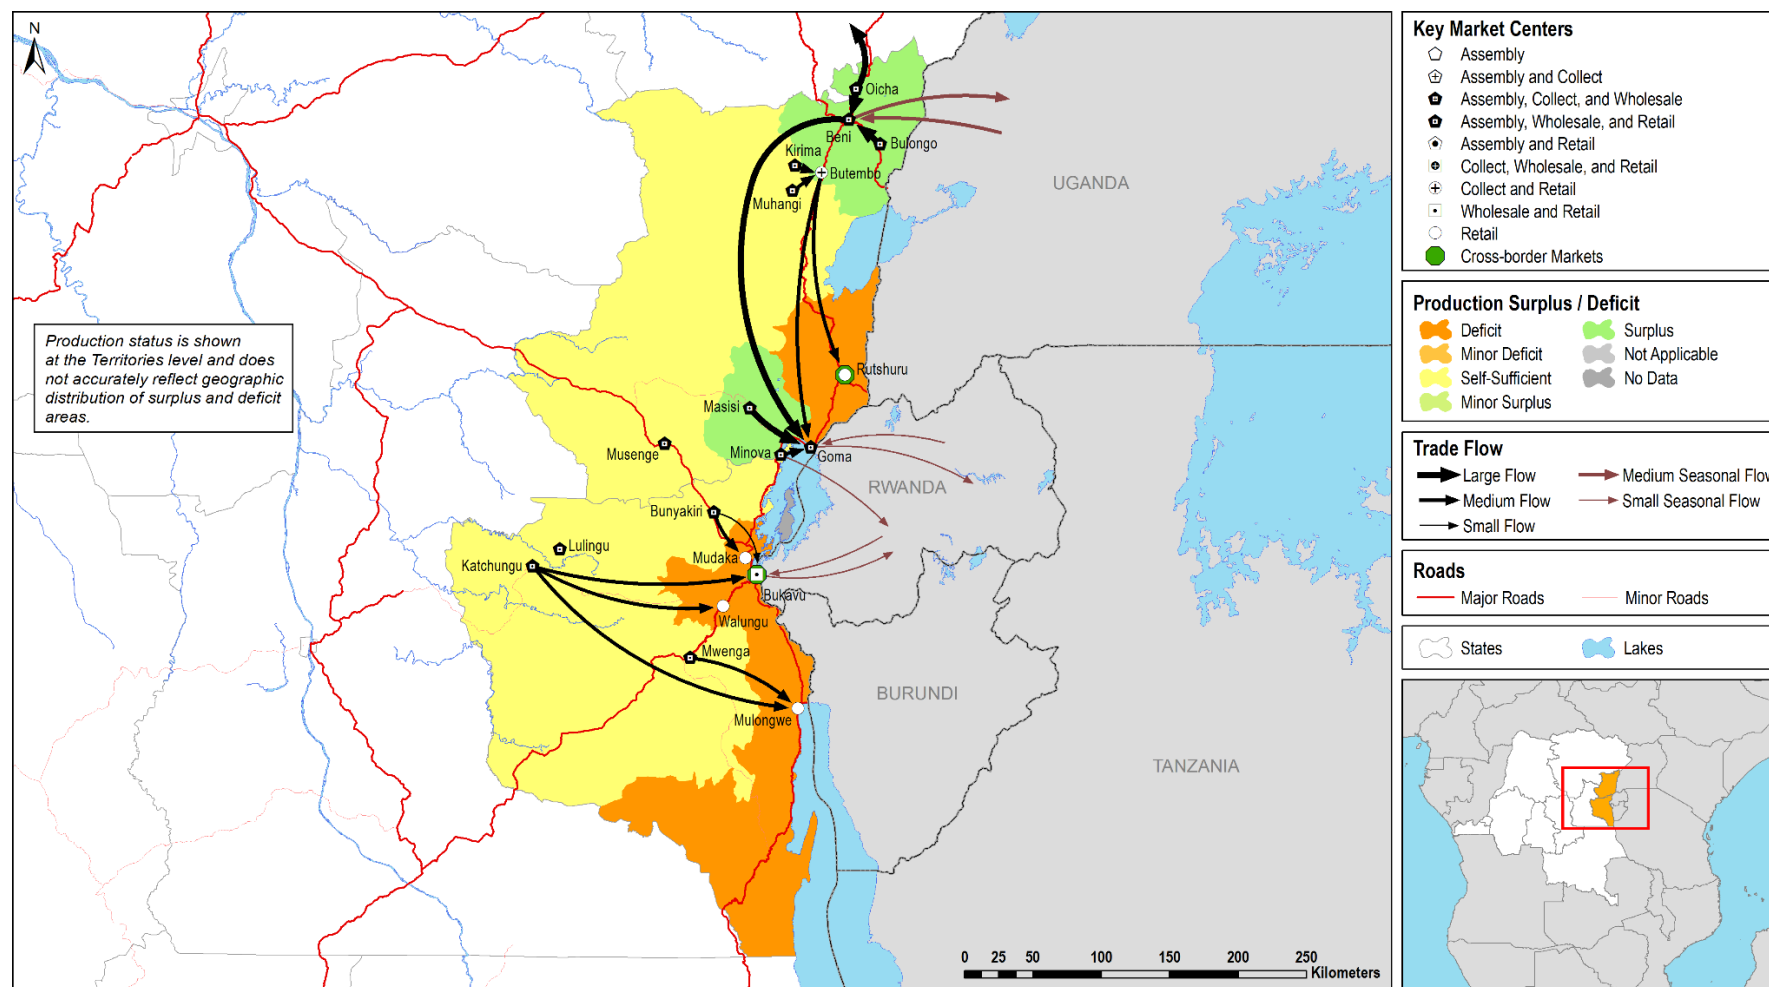 N
Oicha
Beni
Bulongo
Kirima
Butembo
Muhangi
UGANDA
Production status is shown
at the Territories level and does
not accurately reflect geographic
distribution of surplus and deficit
areas.
Rutshuru
Masisi
Musenge
Minova
Goma
RWANDA
Bunyakiri
Lulingu
Mudaka
Katchungu
Bukavu
Walungu
Mwenga
BURUNDI
Mulongwe
TANZANIA
0 25 50 100 150 200 250
Kilometers
Key Market Centers
Assembly
Assembly and Collect
Assembly, Collect, and Wholesale
Assembly, Wholesale, and Retail
Assembly and Retail
Collect, Wholesale, and Retail
Collect and Retail
Wholesale and Retail
Retail
Cross-border Markets
Production Surplus / Deficit
Deficit
Minor Deficit
Self-Sufficient
Minor Surplus
Surplus
Not Applicable
No Data
Trade Flow
Large Flow
Medium Flow
Small Flow
Medium Seasonal Flow
Small Seasonal Flow
Roads
Major Roads
Minor Roads
States
Lakes